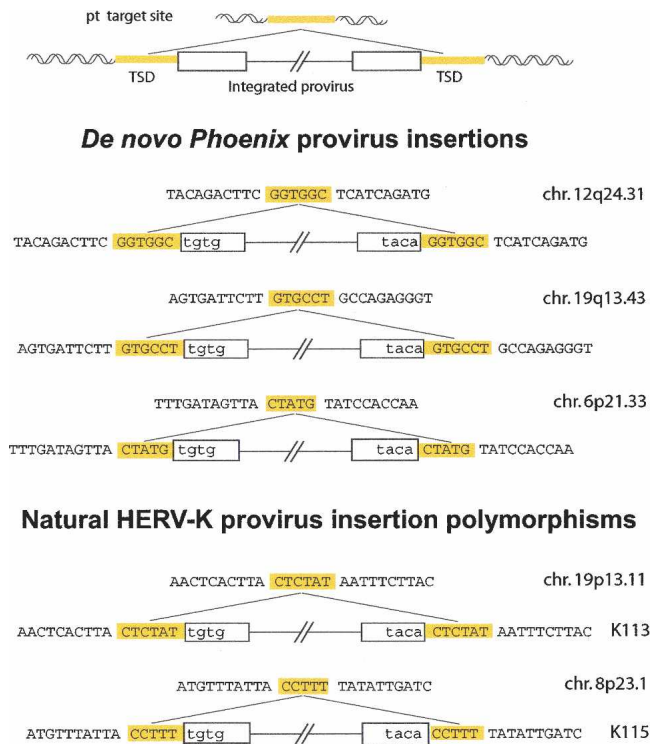 pt target site
TSD
TSD
Integrated provirus
De novo Phoenix provirus insertions
TACAGACTTC GGTGGC TCATCAGATG chr.12q24.31
TACAGACTTC GGTGGC tgtg taca GGTGGC TCATCAGATG
AGTGATTCTT GTGCCT GCCAGAGGGT chr.19q13.43
AGTGATTCTT GTGCCT tgtg taca GTGCCT GCCAGAGGGT
TTTGATAGTTA CTATG TATCCACCAA chr.6p21.33
TTTGATAGTTA CTATG tgtg taca CTATG TATCCACCAA
Natural HERV-K provirus insertion polymorphisms
AACTCACTTA CTCTAT AATTTCTTAC chr.19p13.11
AACTCACTTA CTCTAT tgtg taca CTCTAT AATTTCTTAC K113
ATGTTTATTA CCTTT TATATTGATC chr.8p23.1
ATGTTTATTA CCTTT tgtg taca CCTTT TATATTGATC K115